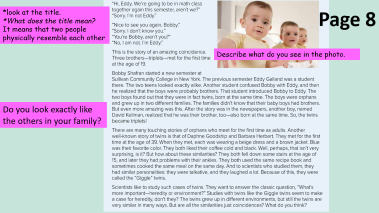 *look at the title.
*What does the title mean?
It means that two people
physically resemble each other
Do you look exactly like
the others in your family?
"Hi, Eddy. We're going to be in math class
together again this semester, aren't we?"
"Sorry, I'm not Eddy."
"Nice to see you again, Bobby."
"Sorry, I don't know you."
"You're Bobby, aren't you?"
"No, I am not. I'm Eddy"
This is the story of an amazing coincidence.
Three brothers—triplets—met for the first time
at the age of 19.
Bobby Shafran started a new semester at
Sullivan Community College in New York. The previous semester Eddy Galland was a student
there. The two boys looked exactly alike. Another student confused Bobby with Eddy, and then
he realized that the boys were probably brothers. That student introduced Bobby to Eddy. The
two boys found out that they were in fact twins, born at the same time. The boys were orphans
and grew up in two different families. The families didn't know that their baby boys had brothers.
But even more amazing was this. After the story was in the newspapers, another boy, named
David Kellman, realized that he was their brother, too—also born at the same time. So, the twins
became triplets!
There are many touching stories of orphans who meet for the first time as adults. Another
well-known story of twins is that of Daphne Goodship and Barbara Herbert. They met for the first
time at the age of 39. When they met, each was wearing a beige dress and a brown jacket. Blue
was their favorite color. They both liked their coffee cold and black. Well, perhaps, that isn't very
surprising, is it? But how about these similarities? They both fell down some stairs at the age of
15, and later they had problems with their ankles. They both used the same recipe book and
sometimes cooked the same meal on the same day. And to scientists who studied them, they
had similar personalities: they were talkative, and they laughed a lot. Because of this, they were
called the "Giggle" twins.
Scientists like to study such cases of twins. They want to answer the classic question, "What's
more important—heredity or environment?" Studies with twins like the Giggle twins seem to make
a case for heredity, don't they? The twins grew up in different environments, but still the twins are
very similar in many ways. But are all the similarities just coincidences? What do you think?
Page 8
Describe what do you see in the photo.